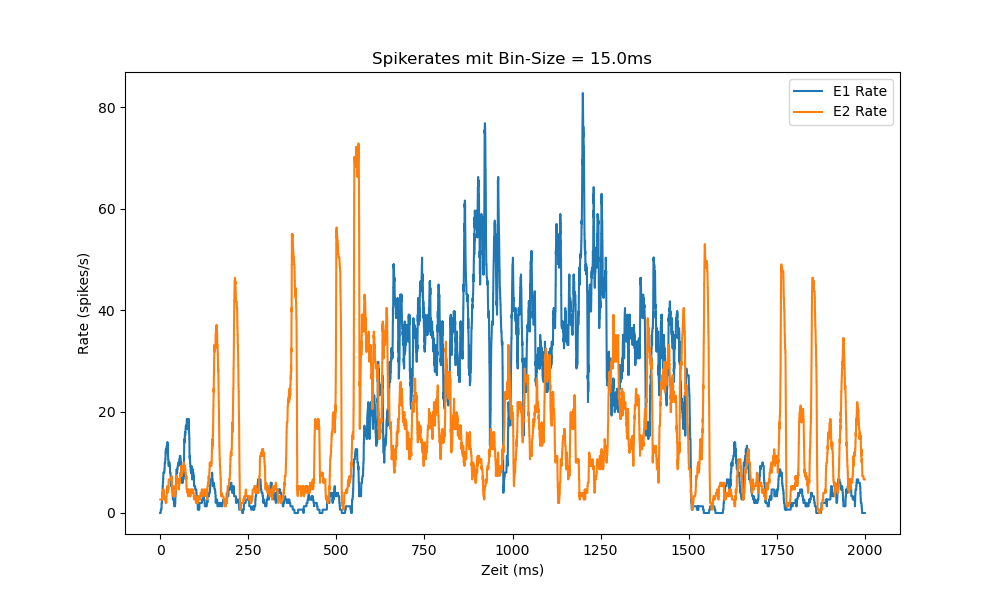 Spikerates mit Bin-Size = 15.0ms
E1 Rate
E2 Rate
80
60
40
20
0
Rate (spikes/s)
0 250 500 750 1000 1250 1500 1750 2000
Zeit (ms)